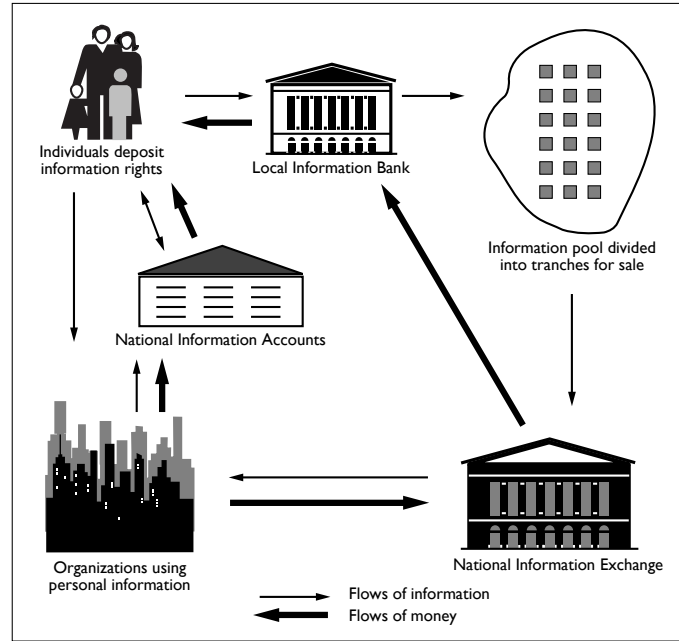 Individuals deposit
information rights
Local Information Bank
Information pool divided
into tranches for sale
National Information Accounts
Organizations using
personal information
National Information Exchange
Flows of information
Flows of money